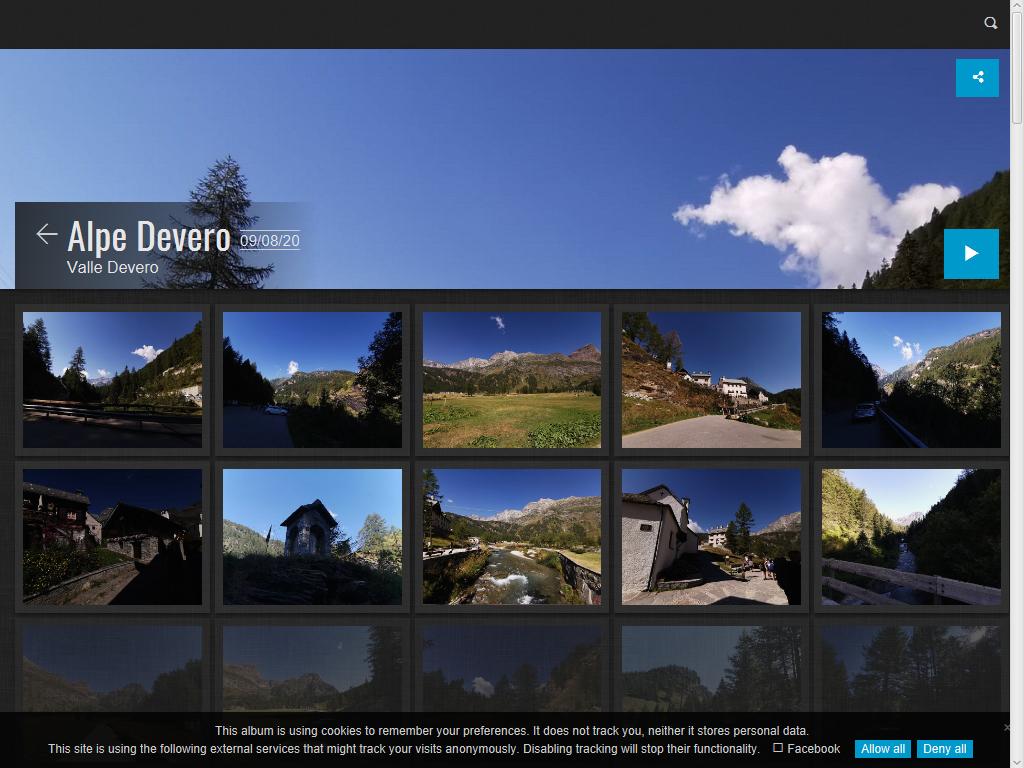 Alpe Devero 09/08/20
Valle Devero
This album is using cookies to remember your preferences. It does not track you, neither it stores personal data.
This site is using the following external services that might track your visits anonymously. Disabling tracking will stop their functionality. Facebook Allow all Deny all